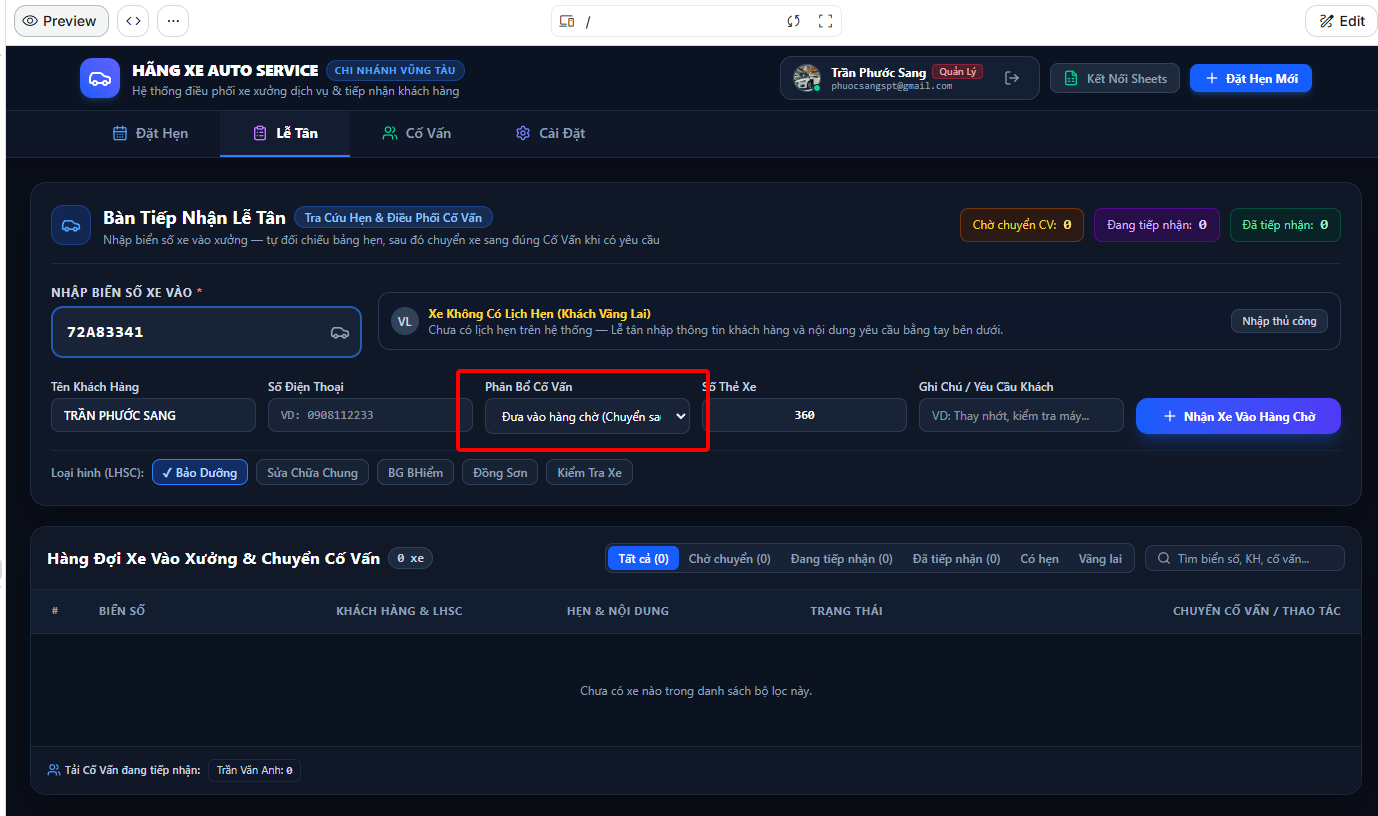 Preview
/
Edit
HÃNG XE AUTO SERVICE
CHI NHÁNH VŨNG TÀU
Hệ thống điều phối xe xưởng dịch vụ & tiếp nhận khách hàng
Trần Phước Sang
Quản Lý
phuocsangspt@gmail.com
Kết Nối Sheets
Đặt Hẹn Mới
Đặt Hẹn
Lễ Tân
Cố Vấn
Cài Đặt
Bàn Tiếp Nhận Lễ Tân
Tra Cứu Hẹn & Điều Phối Cố Vấn
Nhập biển số xe vào xưởng — tự đối chiếu bảng hẹn, sau đó chuyển xe sang đúng Cố Vấn khi có yêu cầu
Chờ chuyển CV: 0
Đang tiếp nhận: 0
Đã tiếp nhận: 0
NHẬP BIỂN SỐ XE VÀO *
72A83341
VL
Xe Không Có Lịch Hẹn (Khách Vãng Lai)
Chưa có lịch hẹn trên hệ thống — Lễ tân nhập thông tin khách hàng và nội dung yêu cầu bằng tay bên dưới.
Nhập thủ công
Tên Khách Hàng
Số Điện Thoại
Phân Bổ Cố Vấn
Số Thẻ Xe
Ghi Chú / Yêu Cầu Khách
TRẦN PHƯỚC SANG
VD: 0908112233
Đưa vào hàng chờ (Chuyển sau
360
VD: Thay nhớt, kiểm tra máy...
Nhận Xe Vào Hàng Chờ
Loại hình (LHSC):
✓ Bảo Dưỡng
Sửa Chữa Chung
BG BHiểm
Đồng Sơn
Kiểm Tra Xe
Hàng Đợi Xe Vào Xưởng & Chuyển Cố Vấn
0 xe
Tất cả (0)
Chờ chuyển (0)
Đang tiếp nhận (0)
Đã tiếp nhận (0)
Có hẹn
Vãng lai
Tìm biển số, KH, cố vấn...
#
BIỂN SỐ
KHÁCH HÀNG & LHSC
HẸN & NỘI DUNG
TRẠNG THÁI
CHUYỂN CỐ VẤN / THAO TÁC
Chưa có xe nào trong danh sách bộ lọc này.
Tải Cố Vấn đang tiếp nhận:
Trần Văn Anh: 0